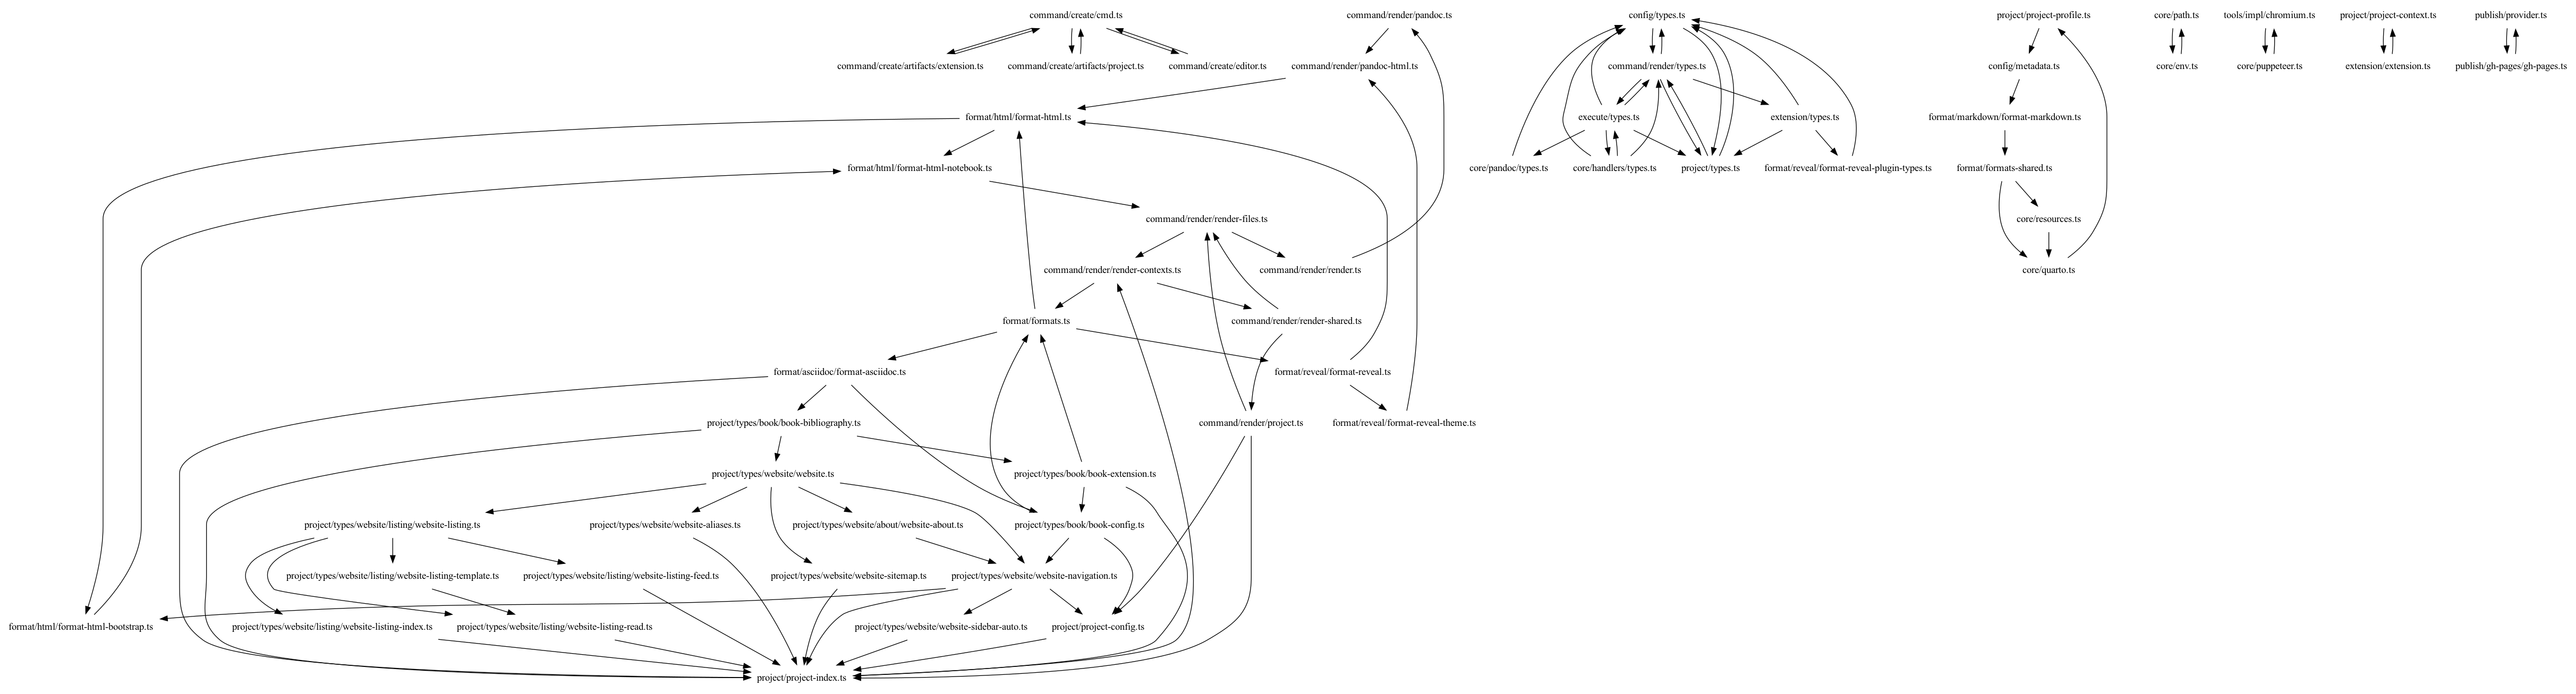 command/create/cmd.ts
command/render/pandoc.ts
config/types.ts
project/project-profile.ts
core/path.ts
tools/impl/chromium.ts
project/project-context.ts
publish/provider.ts
command/create/artifacts/extension.ts
command/create/artifacts/project.ts
command/create/editor.ts
command/render/pandoc-html.ts
command/render/types.ts
config/metadata.ts
core/env.ts
core/puppeteer.ts
extension/extension.ts
publish/gh-pages/gh-pages.ts
format/html/format-html.ts
execute/types.ts
extension/types.ts
format/markdown/format-markdown.ts
format/html/format-html-notebook.ts
core/pandoc/types.ts
core/handlers/types.ts
project/types.ts
format/reveal/format-reveal-plugin-types.ts
format/formats-shared.ts
command/render/render-files.ts
core/resources.ts
command/render/render-contexts.ts
command/render/render.ts
core/quarto.ts
format/formats.ts
command/render/render-shared.ts
format/asciidoc/format-asciidoc.ts
format/reveal/format-reveal.ts
project/types/book/book-bibliography.ts
command/render/project.ts
format/reveal/format-reveal-theme.ts
project/types/website/website.ts
project/types/book/book-extension.ts
project/types/website/listing/website-listing.ts
project/types/website/website-aliases.ts
project/types/website/about/website-about.ts
project/types/book/book-config.ts
project/types/website/listing/website-listing-template.ts
project/types/website/listing/website-listing-feed.ts
project/types/website/website-sitemap.ts
project/types/website/website-navigation.ts
format/html/format-html-bootstrap.ts
project/types/website/listing/website-listing-index.ts
project/types/website/listing/website-listing-read.ts
project/types/website/website-sidebar-auto.ts
project/project-config.ts
project/project-index.ts